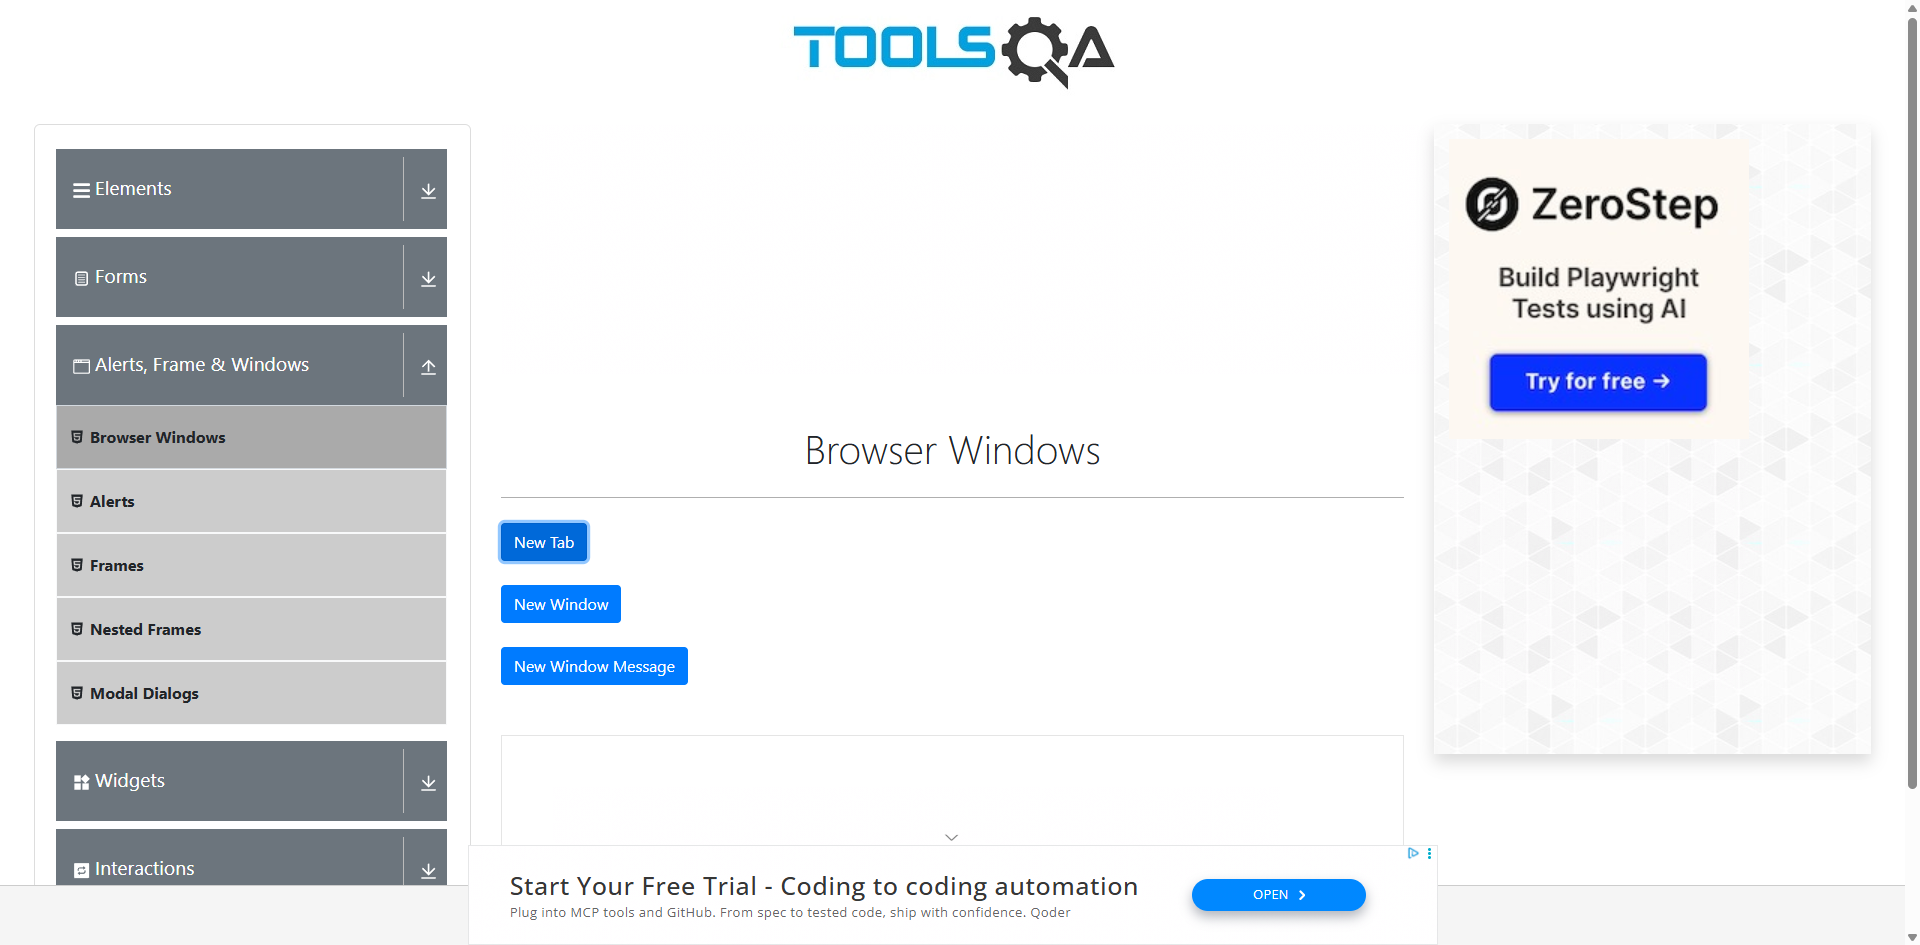 TOOLSQA
Elements
Forms
Alerts, Frame & Windows
Browser Windows
Alerts
Frames
Nested Frames
Modal Dialogs
Widgets
Interactions
Browser Windows
New Tab
New Window
New Window Message
ZeroStep
Build Playwright
Tests using AI
Try for free →
Start Your Free Trial - Coding to coding automation
Plug into MCP tools and GitHub. From spec to tested code, ship with confidence. Qoder
OPEN